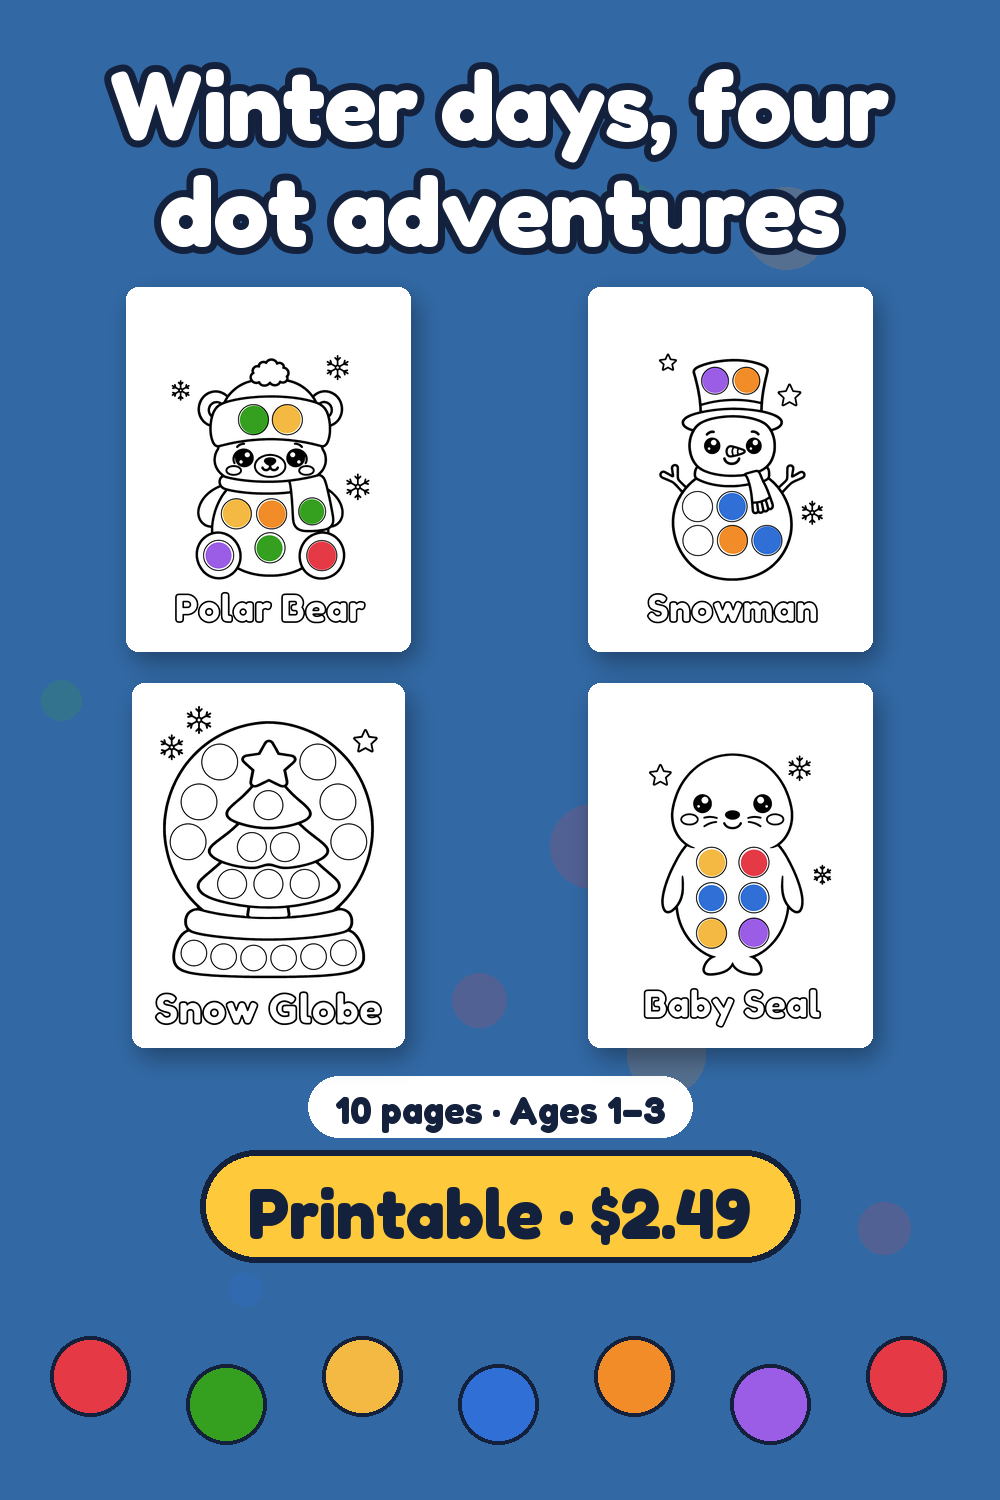 Winter days, four
dot adventures
Polar Bear
Snowman
Snow Globe
Baby Seal
10 pages · Ages 1–3
Printable · $2.49